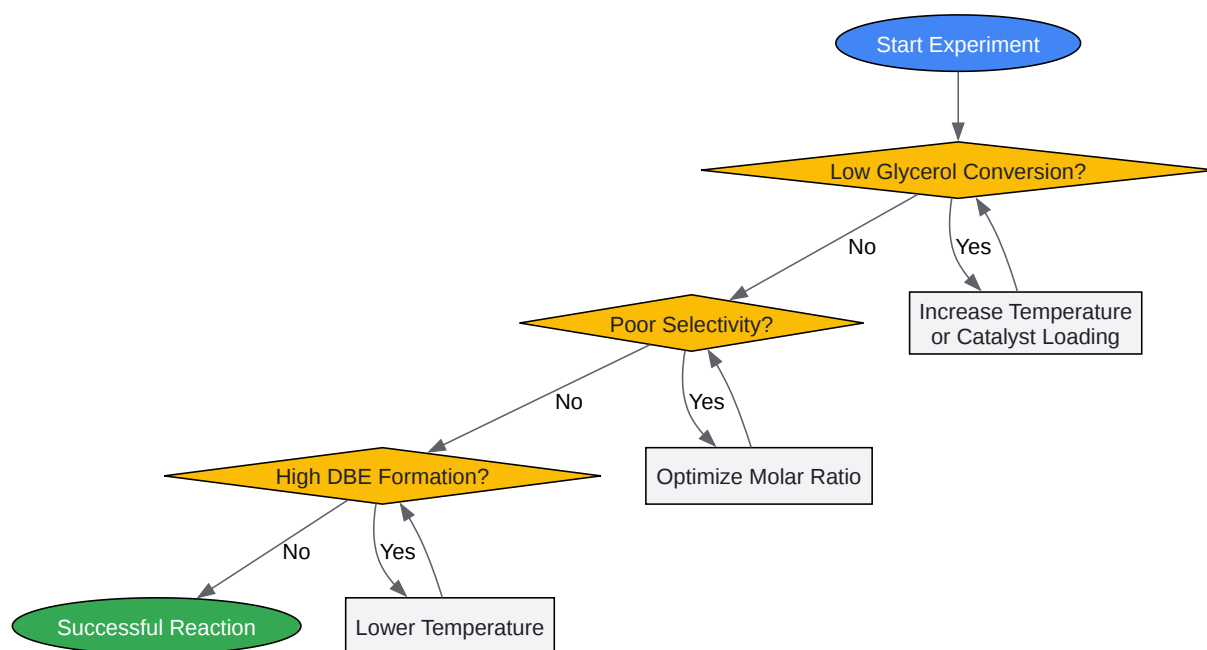 Start Experiment
Low Glycerol Conversion?
No
Yes
Increase Temperature
or Catalyst Loading
Poor Selectivity?
No
Yes
Optimize Molar Ratio
High DBE Formation?
No
Yes
Successful Reaction
Lower Temperature